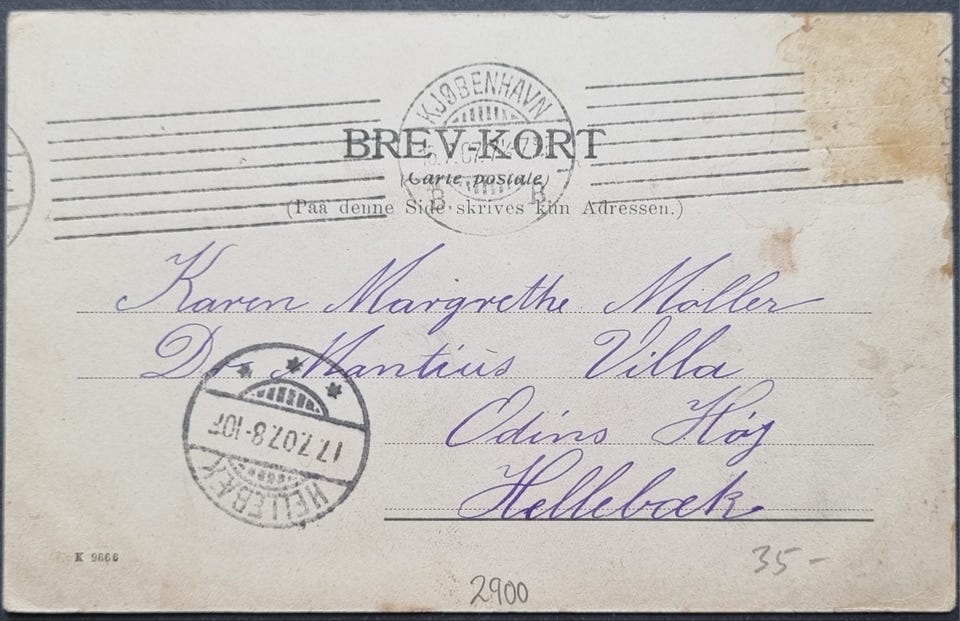 KJØBENHAVN
B. B
BREV-KORT
(Carte postale)
(Paa denne Side skrives kun Adressen.)
Karen Margrethe Møller
Dr. Mantius Villa
Odins Høj
Hellebæk
17.7.07.8-10F
HELLEBÆK
K 9666
35-
2900